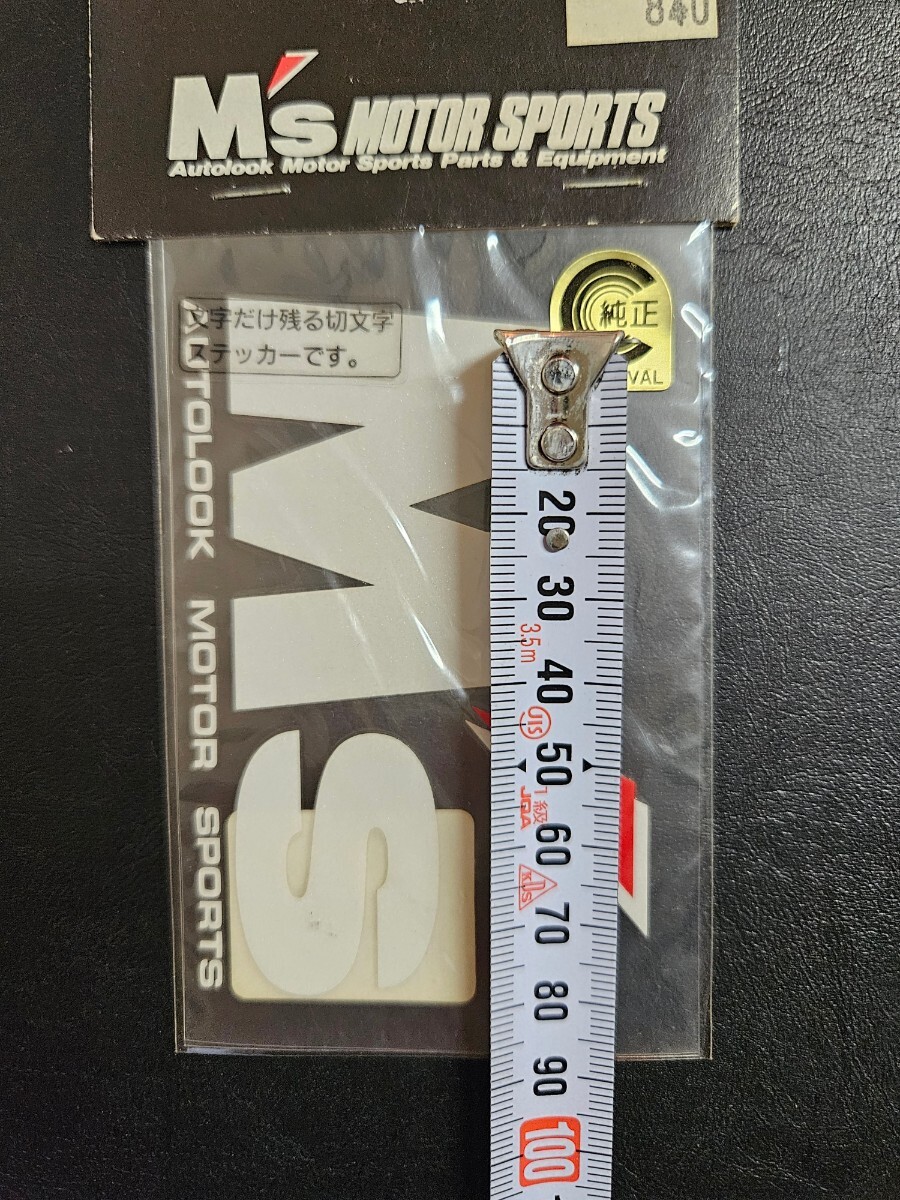 840
M's MOTOR SPORTS
Autolook Motor Sports Parts & Equipment
文字だけ残る切文字
ステッカーです。
純正
VAL
M's
AUTOLOOK MOTOR SPORTS
20
30
3.5m
40
JIS
50
1級
JQA
60
KDS
70
80
90
100